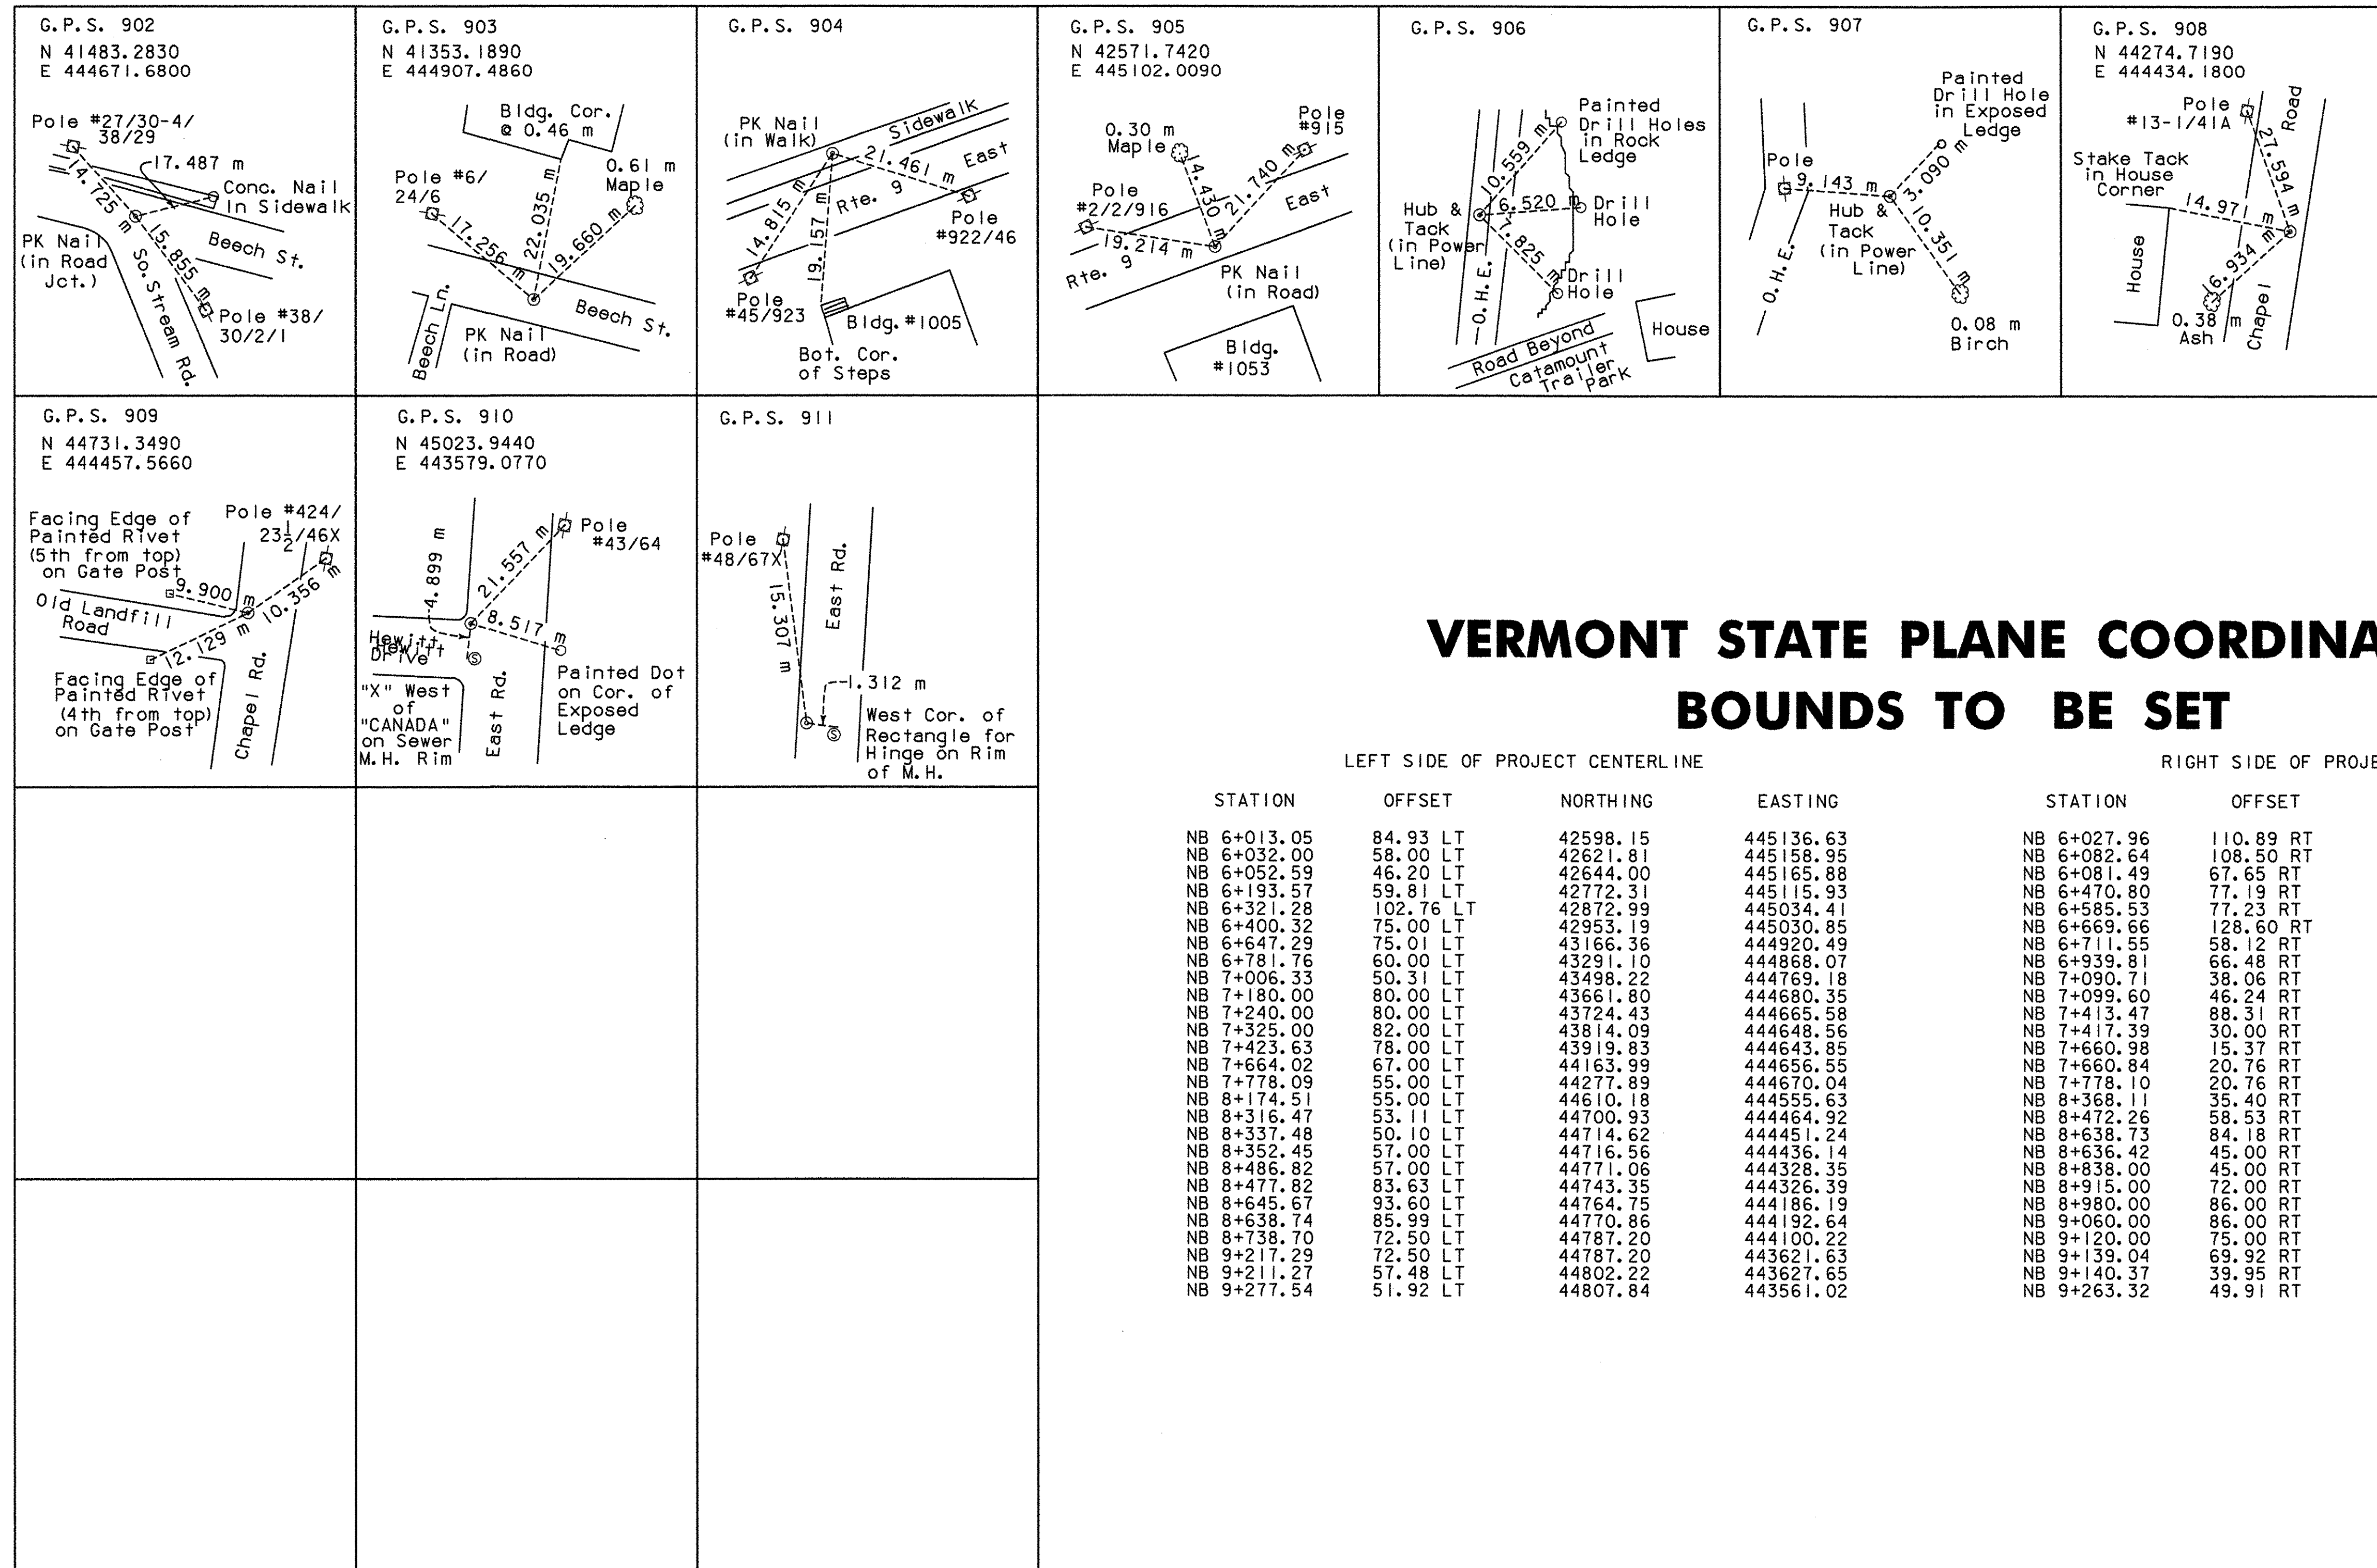 G.P.S. 902
N 41483.2830
E 444671.6800
Pole #27/30-4/
38/29
17.487 m
14.725 m
Conc. Nail
In Sidewalk
PK Nail
(in Road
Jct.)
15.855 m
Beech St.
So. Stream Rd.
Pole #38/
30/2/1
G.P.S. 903
N 41353.1890
E 444907.4860
Bldg. Cor.
@ 0.46 m
0.61 m
Maple
Pole #6/
24/6
17.256 m
22.035 m
19.660 m
Beech Ln.
PK Nail
(in Road)
Beech St.
G.P.S. 904
PK Nail
(in Walk)
Sidewalk
21.461 m
East
Rte. 9
14.815 m
19.157 m
Pole
#922/46
Pole
#45/923
Bldg. #1005
Bot. Cor.
of Steps
G.P.S. 905
N 42571.7420
E 445102.0090
0.30 m
Maple
Pole
#915
14.430 m
21.740 m
Pole
#2/2/916
East
19.214 m
Rte. 9
PK Nail
(in Road)
Bldg.
#1053
G.P.S. 906
Painted
Drill Holes
in Rock
Ledge
10.559 m
Hub &
Tack
(in Power
Line)
6.520 m
Drill
Hole
7.825 m
Drill
Hole
O.H.E.
House
Road Beyond
Catamount
Trailer
Park
G.P.S. 907
Painted
Drill Hole
in Exposed
Ledge
Pole
9.143 m
3.090 m
Hub &
Tack
(in Power
Line)
10.351 m
O.H.E.
0.08 m
Birch
G.P.S. 908
N 44274.7190
E 444434.1800
Pole
#13-1/41A
Road
27.594 m
Stake Tack
in House
Corner
14.971 m
House
16.934 m
0.38 m
Ash
Chapel
G.P.S. 909
N 44731.3490
E 444457.5660
Facing Edge of
Painted Rivet
(5th from top)
on Gate Post
Pole #424/
23½/46X
9.900 m
10.356 m
Old Landfill
Road
12.129 m
Facing Edge of
Painted Rivet
(4th from top)
on Gate Post
Chapel Rd.
G.P.S. 910
N 45023.9440
E 443579.0770
4.899 m
21.557 m
Pole
#43/64
8.517 m
Hewitt
Hewitt
Drive
S
"X" West
of
"CANADA"
on Sewer
M.H. Rim
East Rd.
Painted Dot
on Cor. of
Exposed
Ledge
G.P.S. 911
Pole
#48/67X
East Rd.
15.307 m
1.312 m
S
West Cor. of
Rectangle for
Hinge on Rim
of M.H.
VERMONT STATE PLANE COORDINA
BOUNDS TO BE SET
LEFT SIDE OF PROJECT CENTERLINE
STATION OFFSET NORTHING EASTING
NB 6+013.05 84.93 LT 42598.15 445136.63
NB 6+032.00 58.00 LT 42621.81 445158.95
NB 6+052.59 46.20 LT 42644.00 445165.88
NB 6+193.57 59.81 LT 42772.31 445115.93
NB 6+321.28 102.76 LT 42872.99 445034.41
NB 6+400.32 75.00 LT 42953.19 445030.85
NB 6+647.29 75.01 LT 43166.36 444920.49
NB 6+781.76 60.00 LT 43291.10 444868.07
NB 7+006.33 50.31 LT 43498.22 444769.18
NB 7+180.00 80.00 LT 43661.80 444680.35
NB 7+240.00 80.00 LT 43724.43 444665.58
NB 7+325.00 82.00 LT 43814.09 444648.56
NB 7+423.63 78.00 LT 43919.83 444643.85
NB 7+664.02 67.00 LT 44163.99 444656.55
NB 7+778.09 55.00 LT 44277.89 444670.04
NB 8+174.51 55.00 LT 44610.18 444555.63
NB 8+316.47 53.11 LT 44700.93 444464.92
NB 8+337.48 50.10 LT 44714.62 444451.24
NB 8+352.45 57.00 LT 44716.56 444436.14
NB 8+486.82 57.00 LT 44771.06 444328.35
NB 8+477.82 83.63 LT 44743.35 444326.39
NB 8+645.67 93.60 LT 44764.75 444186.19
NB 8+638.74 85.99 LT 44770.86 444192.64
NB 8+738.70 72.50 LT 44787.20 444100.22
NB 9+217.29 72.50 LT 44787.20 443621.63
NB 9+211.27 57.48 LT 44802.22 443627.65
NB 9+277.54 51.92 LT 44807.84 443561.02
RIGHT SIDE OF PROJE
STATION OFFSET
NB 6+027.96 110.89 RT
NB 6+082.64 108.50 RT
NB 6+081.49 67.65 RT
NB 6+470.80 77.19 RT
NB 6+585.53 77.23 RT
NB 6+669.66 128.60 RT
NB 6+711.55 58.12 RT
NB 6+939.81 66.48 RT
NB 7+090.71 38.06 RT
NB 7+099.60 46.24 RT
NB 7+413.47 88.31 RT
NB 7+417.39 30.00 RT
NB 7+660.98 15.37 RT
NB 7+660.84 20.76 RT
NB 7+778.10 20.76 RT
NB 8+368.11 35.40 RT
NB 8+472.26 58.53 RT
NB 8+638.73 84.18 RT
NB 8+636.42 45.00 RT
NB 8+838.00 45.00 RT
NB 8+915.00 72.00 RT
NB 8+980.00 86.00 RT
NB 9+060.00 86.00 RT
NB 9+120.00 75.00 RT
NB 9+139.04 69.92 RT
NB 9+140.37 39.95 RT
NB 9+263.32 49.91 RT